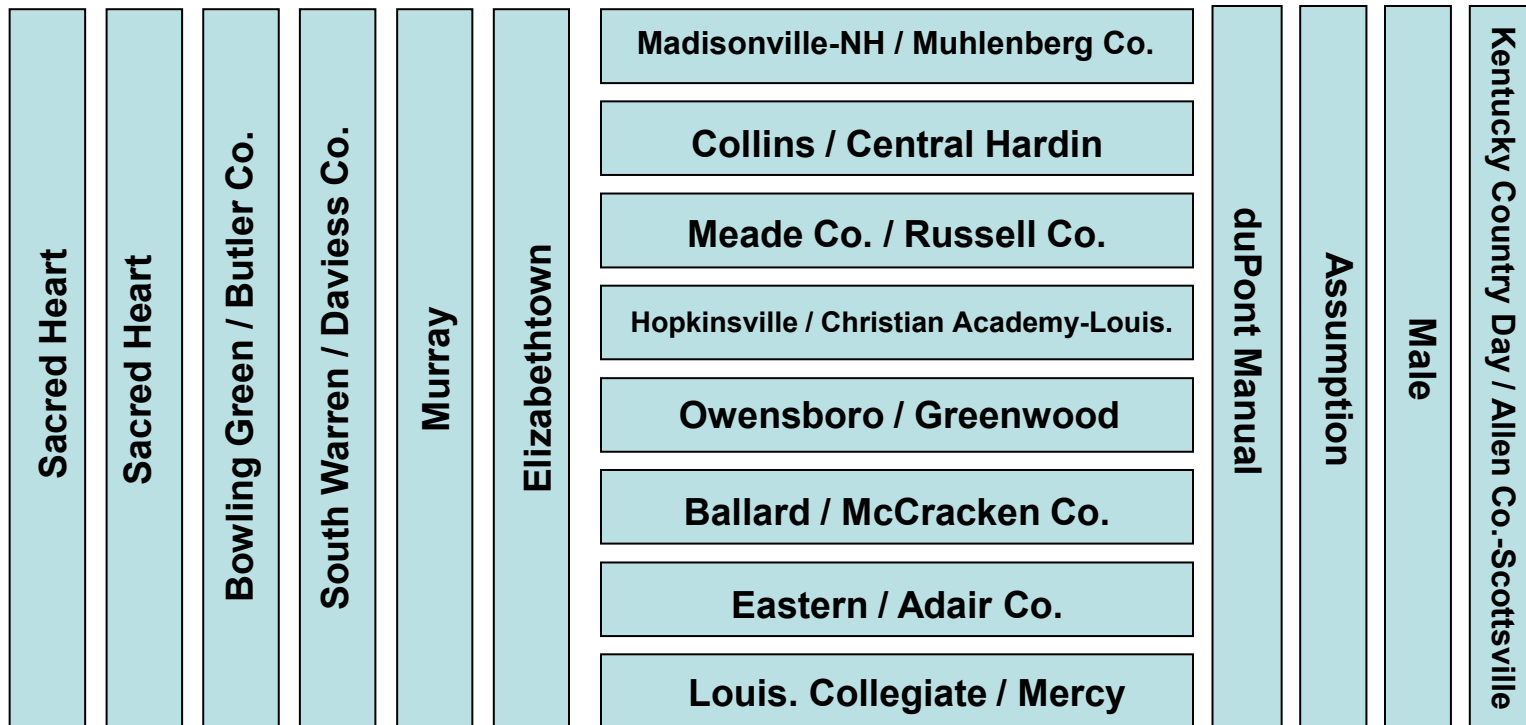 Sacred Heart
Sacred Heart
Bowling Green / Butler Co.
South Warren / Daviess Co.
Murray
Elizabethtown
Madisonville-NH / Muhlenberg Co.
Collins / Central Hardin
Meade Co. / Russell Co.
Hopkinsville / Christian Academy-Louis.
Owensboro / Greenwood
Ballard / McCracken Co.
Eastern / Adair Co.
Louis. Collegiate / Mercy
duPont Manual
Assumption
Male
Kentucky Country Day / Allen Co.-Scottsville